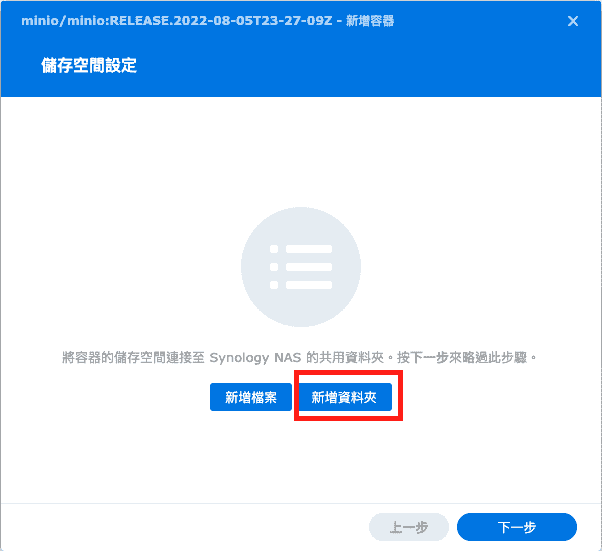 minio/minio:RELEASE.2022-08-05T23-27-09Z - 新增容器
儲存空間設定
將容器的儲存空間連接至 Synology NAS 的共用資料夾。按下一步來略過此步驟。
新增檔案 新增資料夾
上一步 下一步